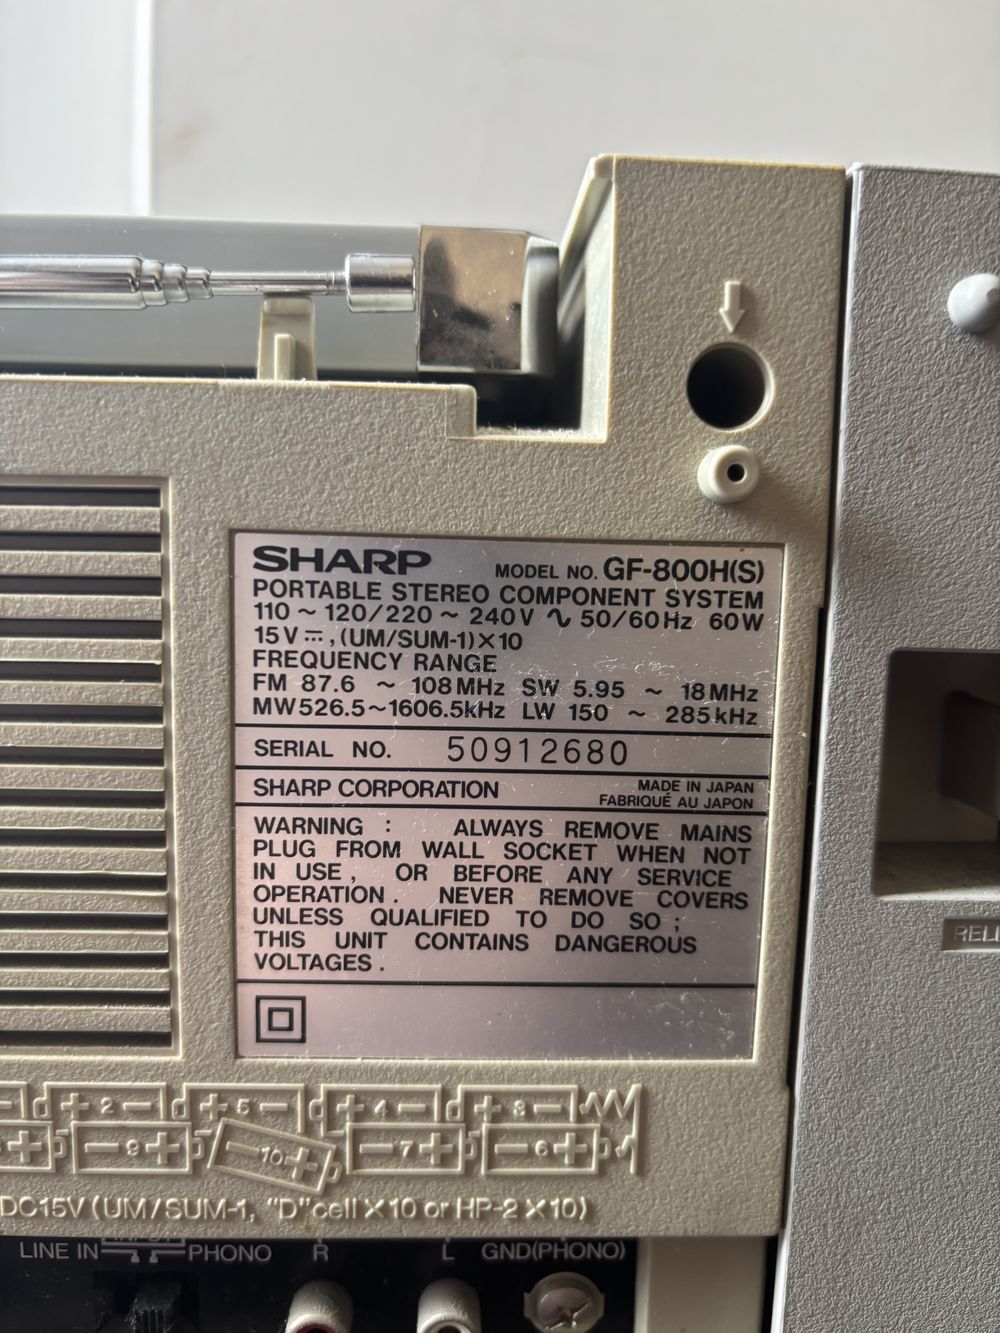 SHARP MODEL NO. GF-800H(S)
PORTABLE STEREO COMPONENT SYSTEM
110 ~ 120/220 ~ 240V ∿ 50/60Hz 60W
15V ⎓, (UM/SUM-1)×10
FREQUENCY RANGE
FM 87.6 ~ 108MHz SW 5.95 ~ 18MHz
MW526.5~1606.5kHz LW 150 ~ 285kHz
SERIAL NO. 50912680
SHARP CORPORATION MADE IN JAPAN
FABRIQUÉ AU JAPON
WARNING : ALWAYS REMOVE MAINS
PLUG FROM WALL SOCKET WHEN NOT
IN USE, OR BEFORE ANY SERVICE
OPERATION. NEVER REMOVE COVERS
UNLESS QUALIFIED TO DO SO ;
THIS UNIT CONTAINS DANGEROUS
VOLTAGES.
+ 2 − + 5 − + 4 − + 3 −
− 9 + − 10 + − 7 + − 6 +
DC15V (UM/SUM-1, "D" cell ×10 or HP-2 ×10)
INPUT
LINE IN PHONO R L GND(PHONO)